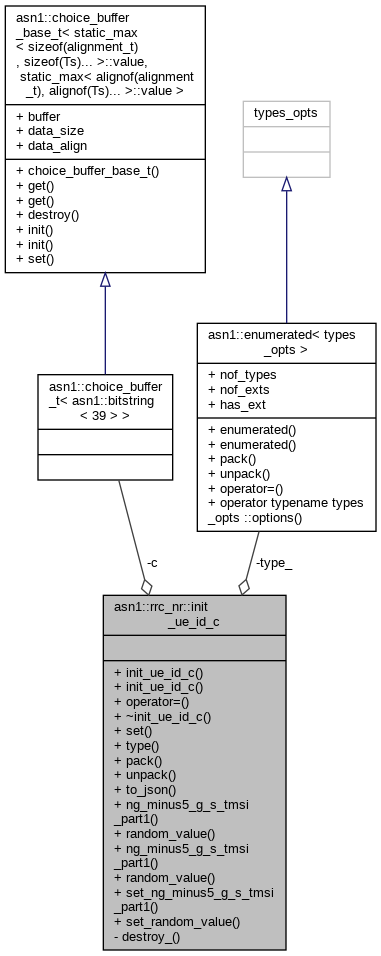 asn1::choice_buffer
_base_t< static_max
< sizeof(alignment_t)
, sizeof(Ts)... >::value,
static_max< alignof(alignment
_t), alignof(Ts)... >::value >
+ buffer
+ data_size
+ data_align
+ choice_buffer_base_t()
+ get()
+ get()
+ destroy()
+ init()
+ init()
+ set()
types_opts
asn1::enumerated< types
_opts >
+ nof_types
+ nof_exts
+ has_ext
+ enumerated()
+ enumerated()
+ pack()
+ unpack()
+ operator=()
+ operator typename types
_opts ::options()
asn1::choice_buffer
_t< asn1::bitstring
< 39 > >
-c
-type_
asn1::rrc_nr::init
_ue_id_c
+ init_ue_id_c()
+ init_ue_id_c()
+ operator=()
+ ~init_ue_id_c()
+ set()
+ type()
+ pack()
+ unpack()
+ to_json()
+ ng_minus5_g_s_tmsi
_part1()
+ random_value()
+ ng_minus5_g_s_tmsi
_part1()
+ random_value()
+ set_ng_minus5_g_s_tmsi
_part1()
+ set_random_value()
- destroy_()